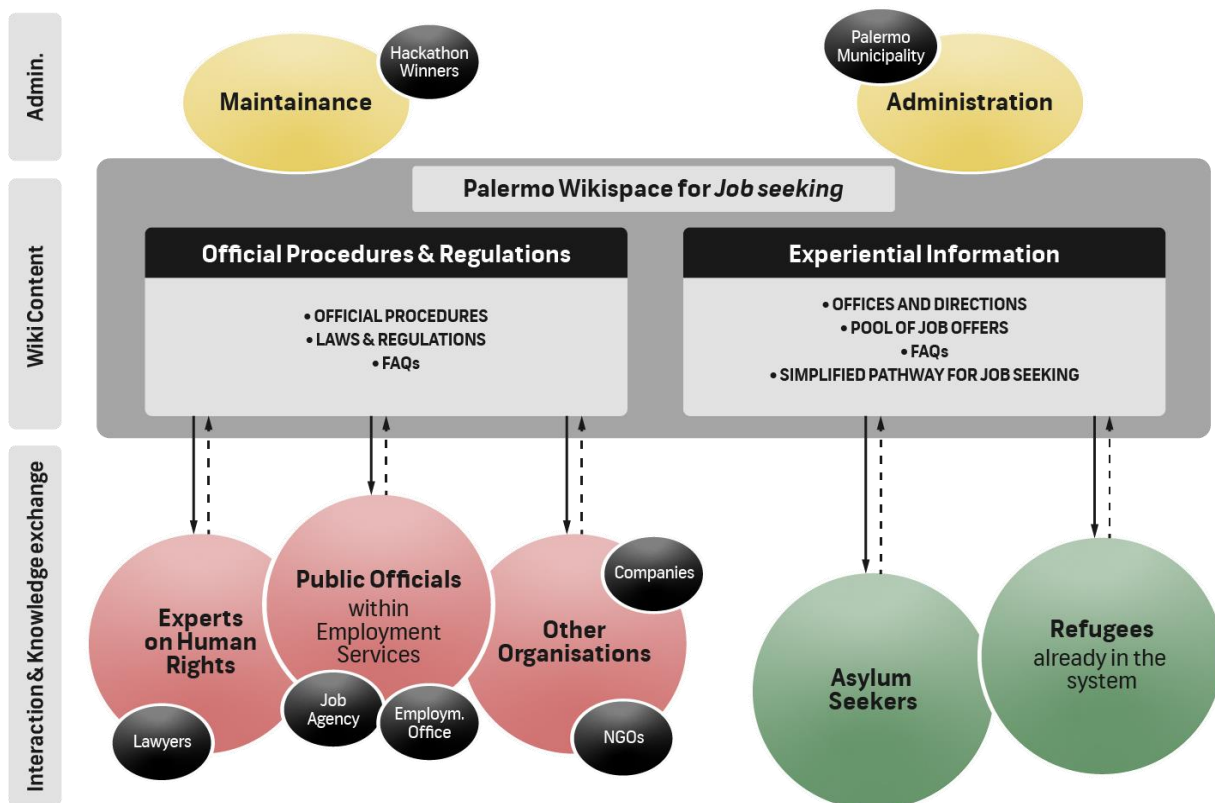 Admin.
Maintainance
Hackathon
Winners
Palermo
Municipality
Administration
Wiki Content
Palermo Wikispace for Job seeking
Official Procedures & Regulations
• OFFICIAL PROCEDURES
• LAWS & REGULATIONS
• FAQs
Experiential Information
• OFFICES AND DIRECTIONS
• POOL OF JOB OFFERS
• FAQs
• SIMPLIFIED PATHWAY FOR JOB SEEKING
Interaction & Knowledge exchange
Experts
on Human
Rights
Lawyers
Public Officials
within
Employment
Services
Job
Agency
Employm.
Office
Other
Organisations
Companies
NGOs
Asylum
Seekers
Refugees
already in the
system